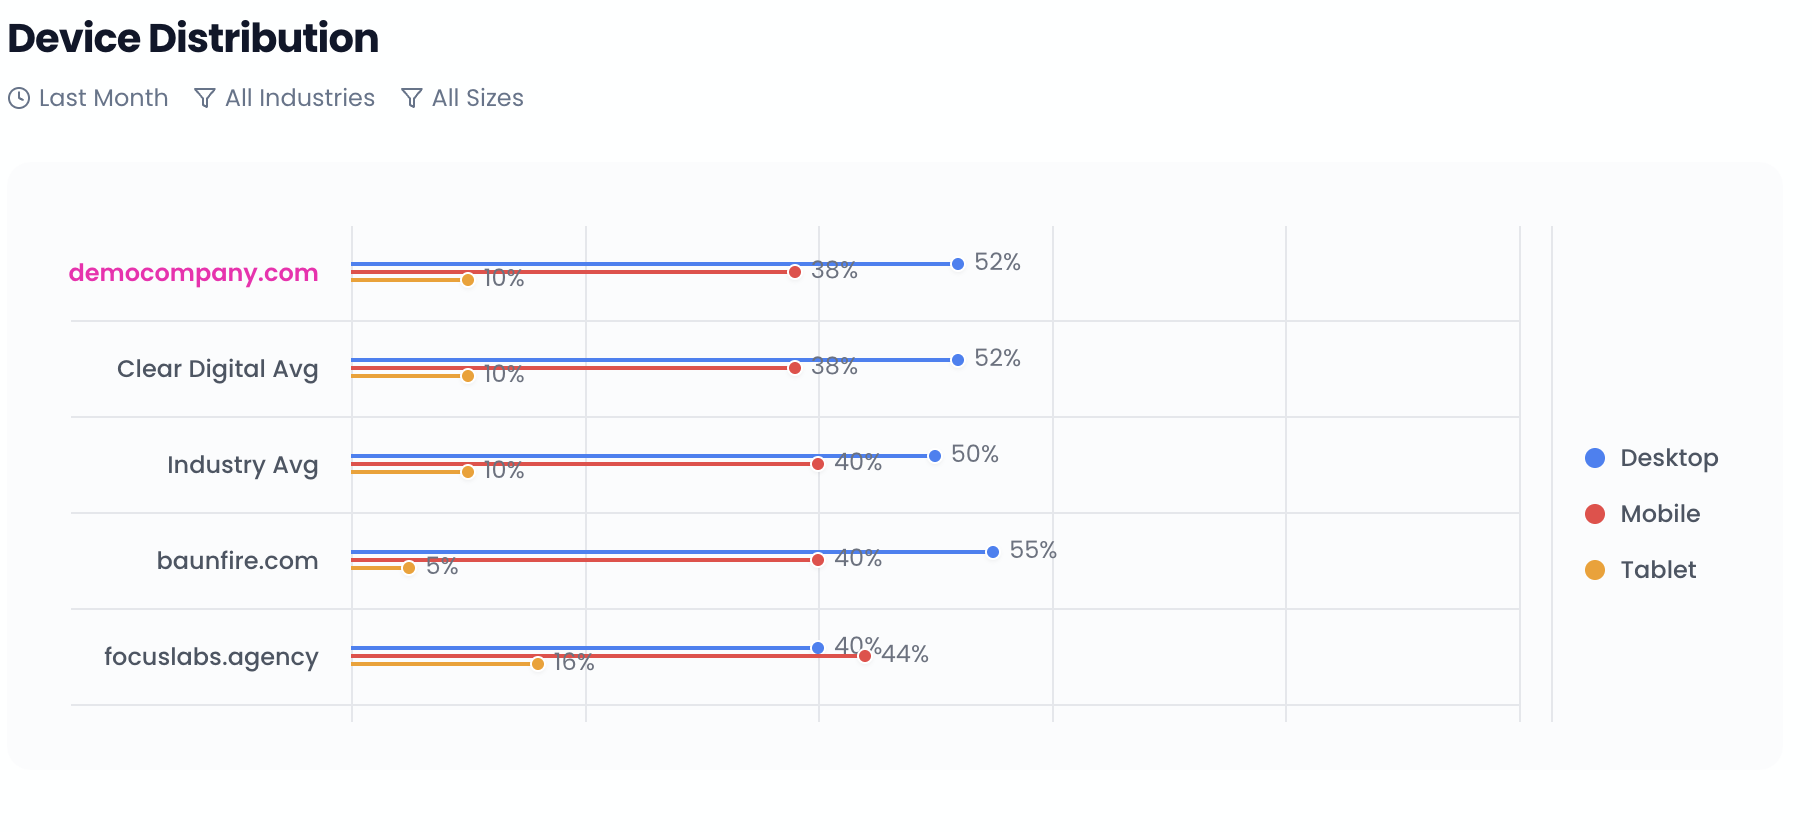 Device Distribution
Last Month All Industries All Sizes
democompany.com 10% 38% 52%
Clear Digital Avg 10% 38% 52%
Industry Avg 10% 40% 50%
baunfire.com 5% 40% 55%
focuslabs.agency 16% 40% 44%
Desktop
Mobile
Tablet